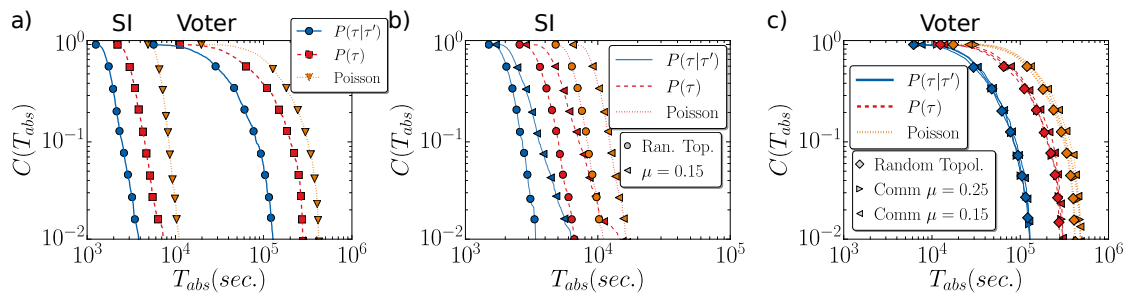 a) SI Voter
P(τ|τ′)
P(τ)
Poisson
C(T_abs)
10^0
10^-1
10^-2
10^3 10^4 10^5 10^6
T_abs(sec.)
b) SI
P(τ|τ′)
P(τ)
Poisson
Ran. Top.
μ = 0.15
C(T_abs)
10^0
10^-1
10^-2
10^3 10^4 10^5
T_abs(sec.)
c) Voter
P(τ|τ′)
P(τ)
Poisson
Random Topol.
Comm μ = 0.25
Comm μ = 0.15
C(T_abs)
10^0
10^-1
10^-2
10^3 10^4 10^5 10^6
T_abs(sec.)